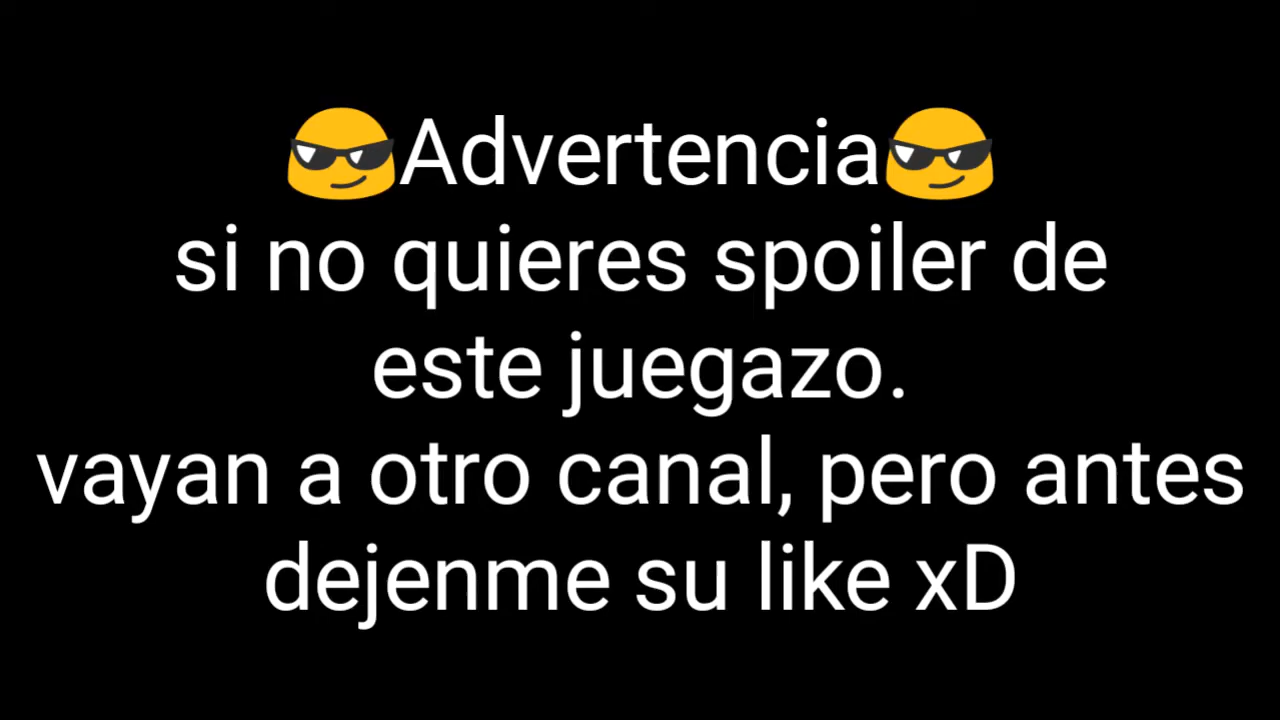 😎Advertencia😎
si no quieres spoiler de
este juegazo.
vayan a otro canal, pero antes
dejenme su like xD